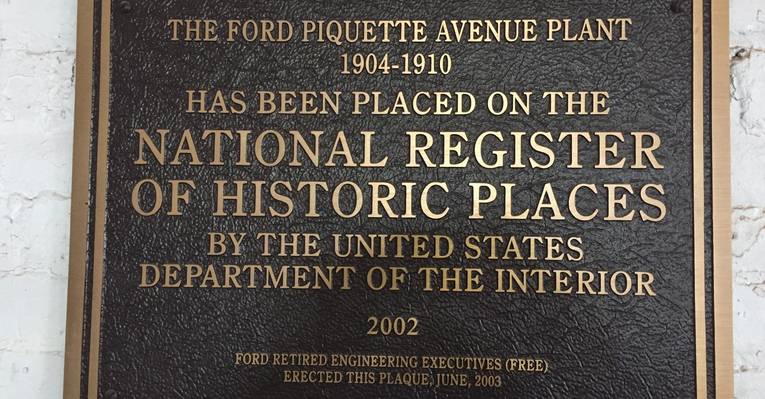 THE FORD PIQUETTE AVENUE PLANT
1904-1910
HAS BEEN PLACED ON THE
NATIONAL REGISTER
OF HISTORIC PLACES
BY THE UNITED STATES
DEPARTMENT OF THE INTERIOR
2002
FORD RETIRED ENGINEERING EXECUTIVES (FREE)
ERECTED THIS PLAQUE, JUNE, 2003